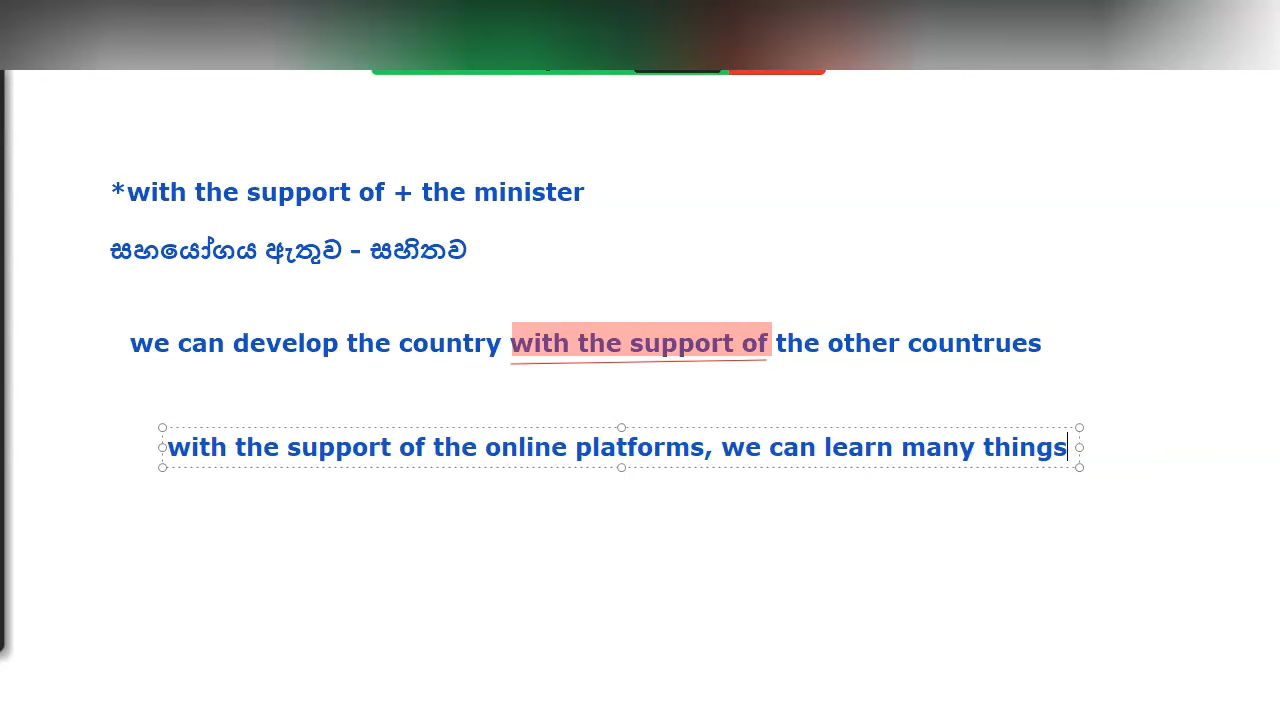 *with the support of + the minister
සහයෝගය ඇතුව - සහිතව
we can develop the country with the support of the other countrues
with the support of the online platforms, we can learn many things